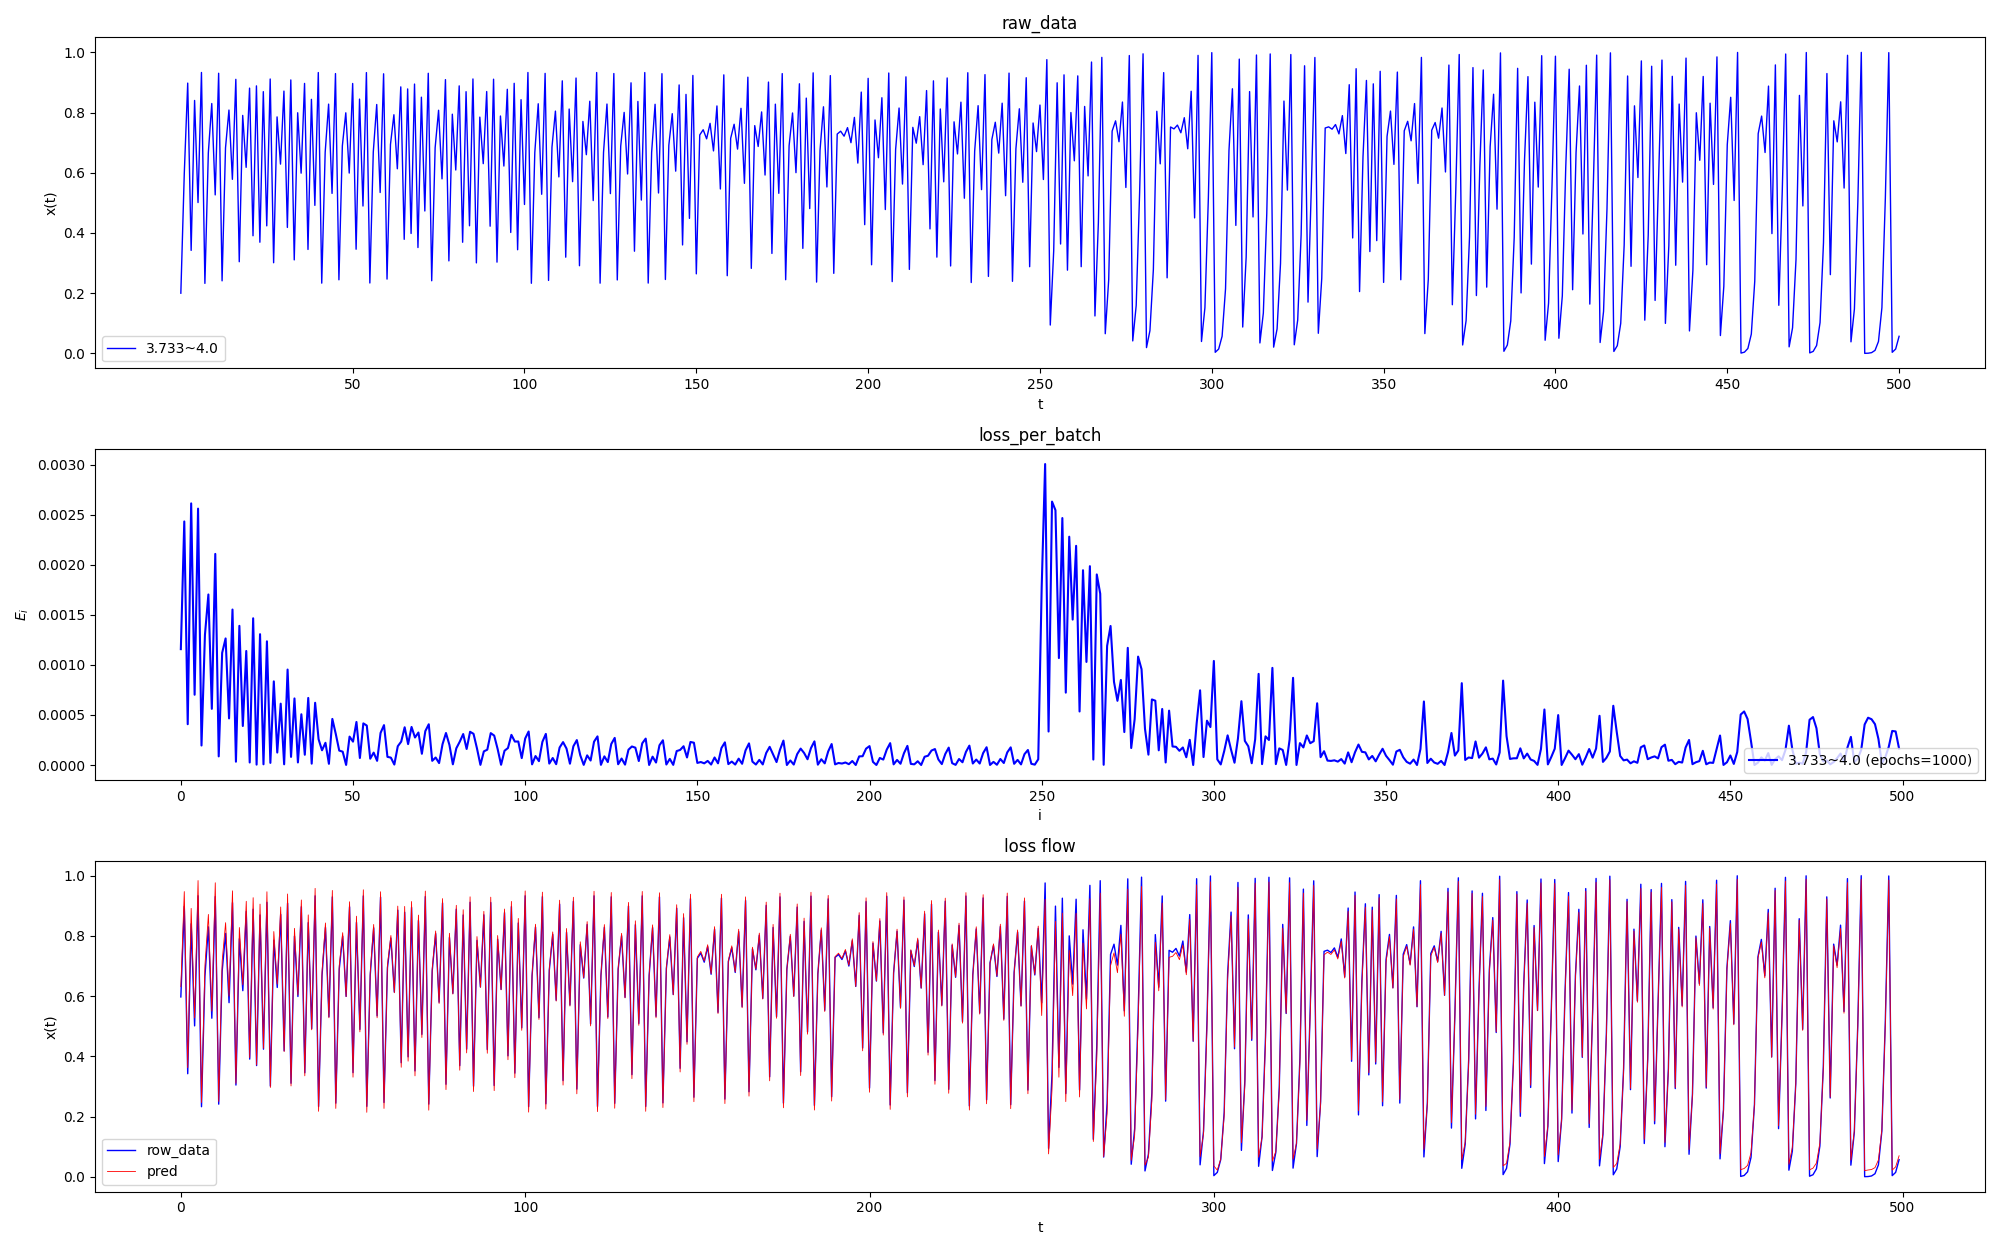 raw_data
1.0
0.8
0.6
0.4
0.2
0.0
x(t)
3.733~4.0
50 100 150 200 250 300 350 400 450 500
t
loss_per_batch
0.0030
0.0025
0.0020
0.0015
0.0010
0.0005
0.0000
E_i
3.733~4.0 (epochs=1000)
0 50 100 150 200 250 300 350 400 450 500
i
loss flow
1.0
0.8
0.6
0.4
0.2
0.0
x(t)
row_data
pred
0 100 200 300 400 500
t